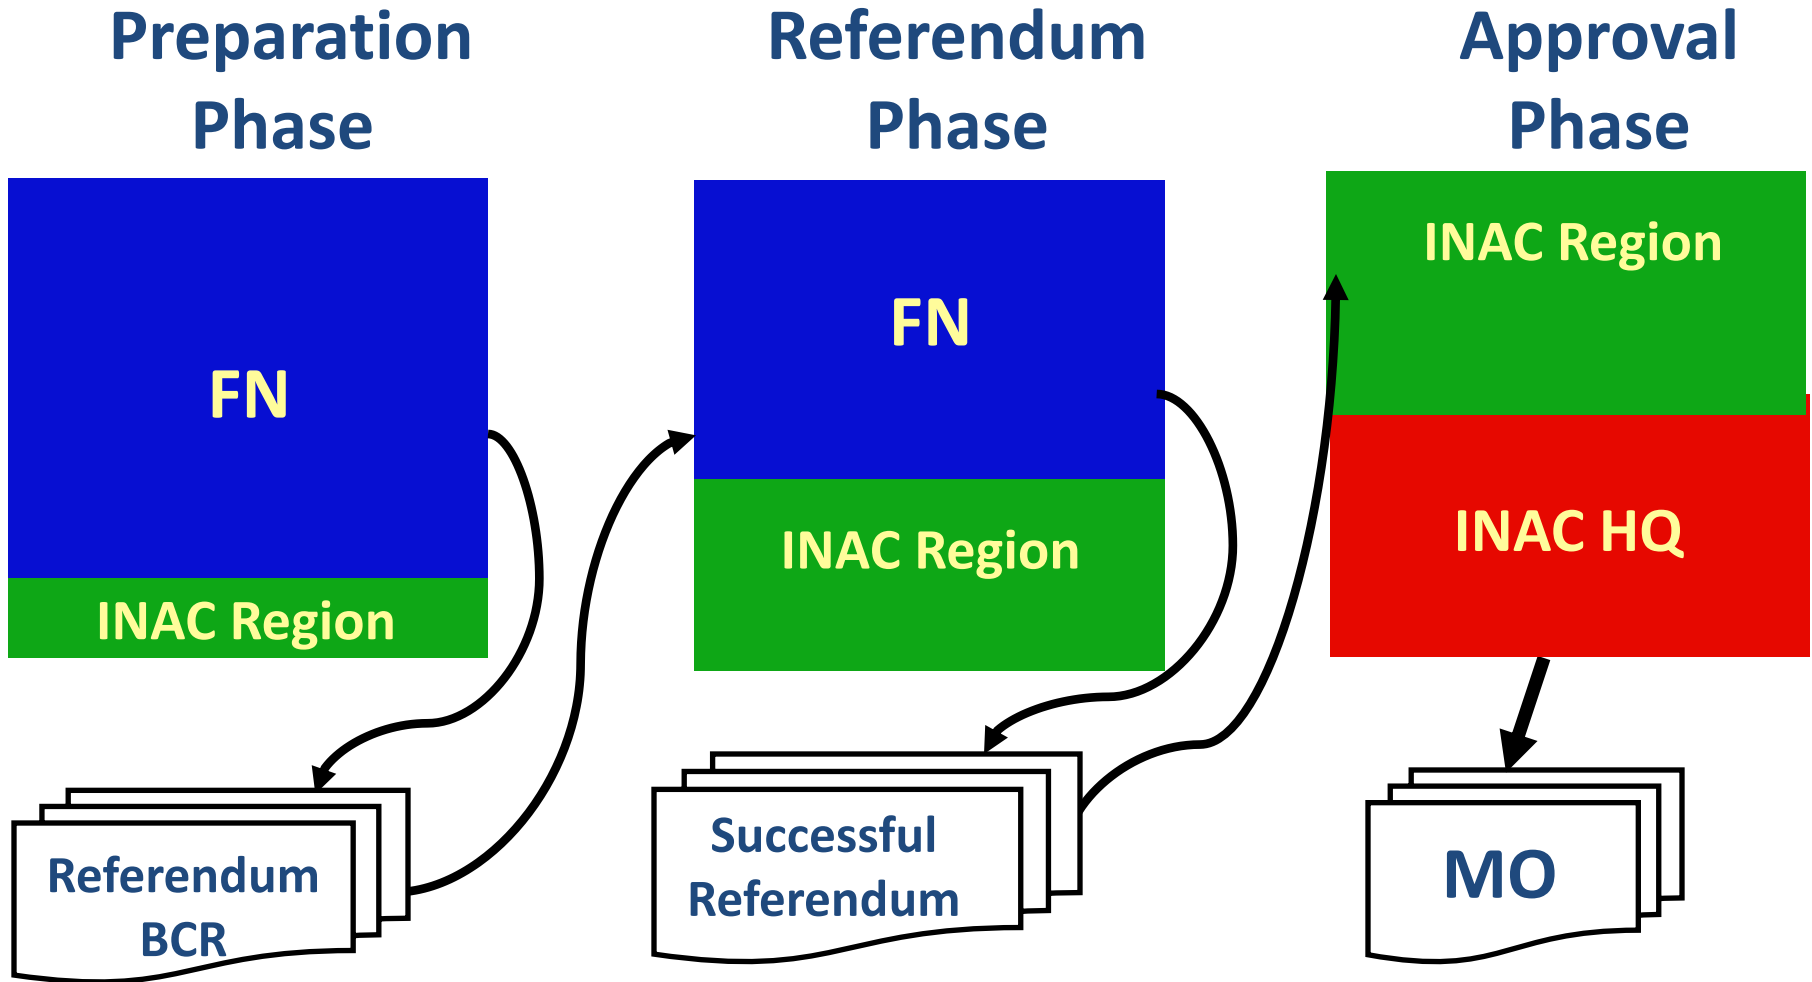 Preparation
Phase
FN
INAC Region
Referendum
BCR
Referendum
Phase
FN
INAC Region
Successful
Referendum
Approval
Phase
INAC Region
INAC HQ
MO